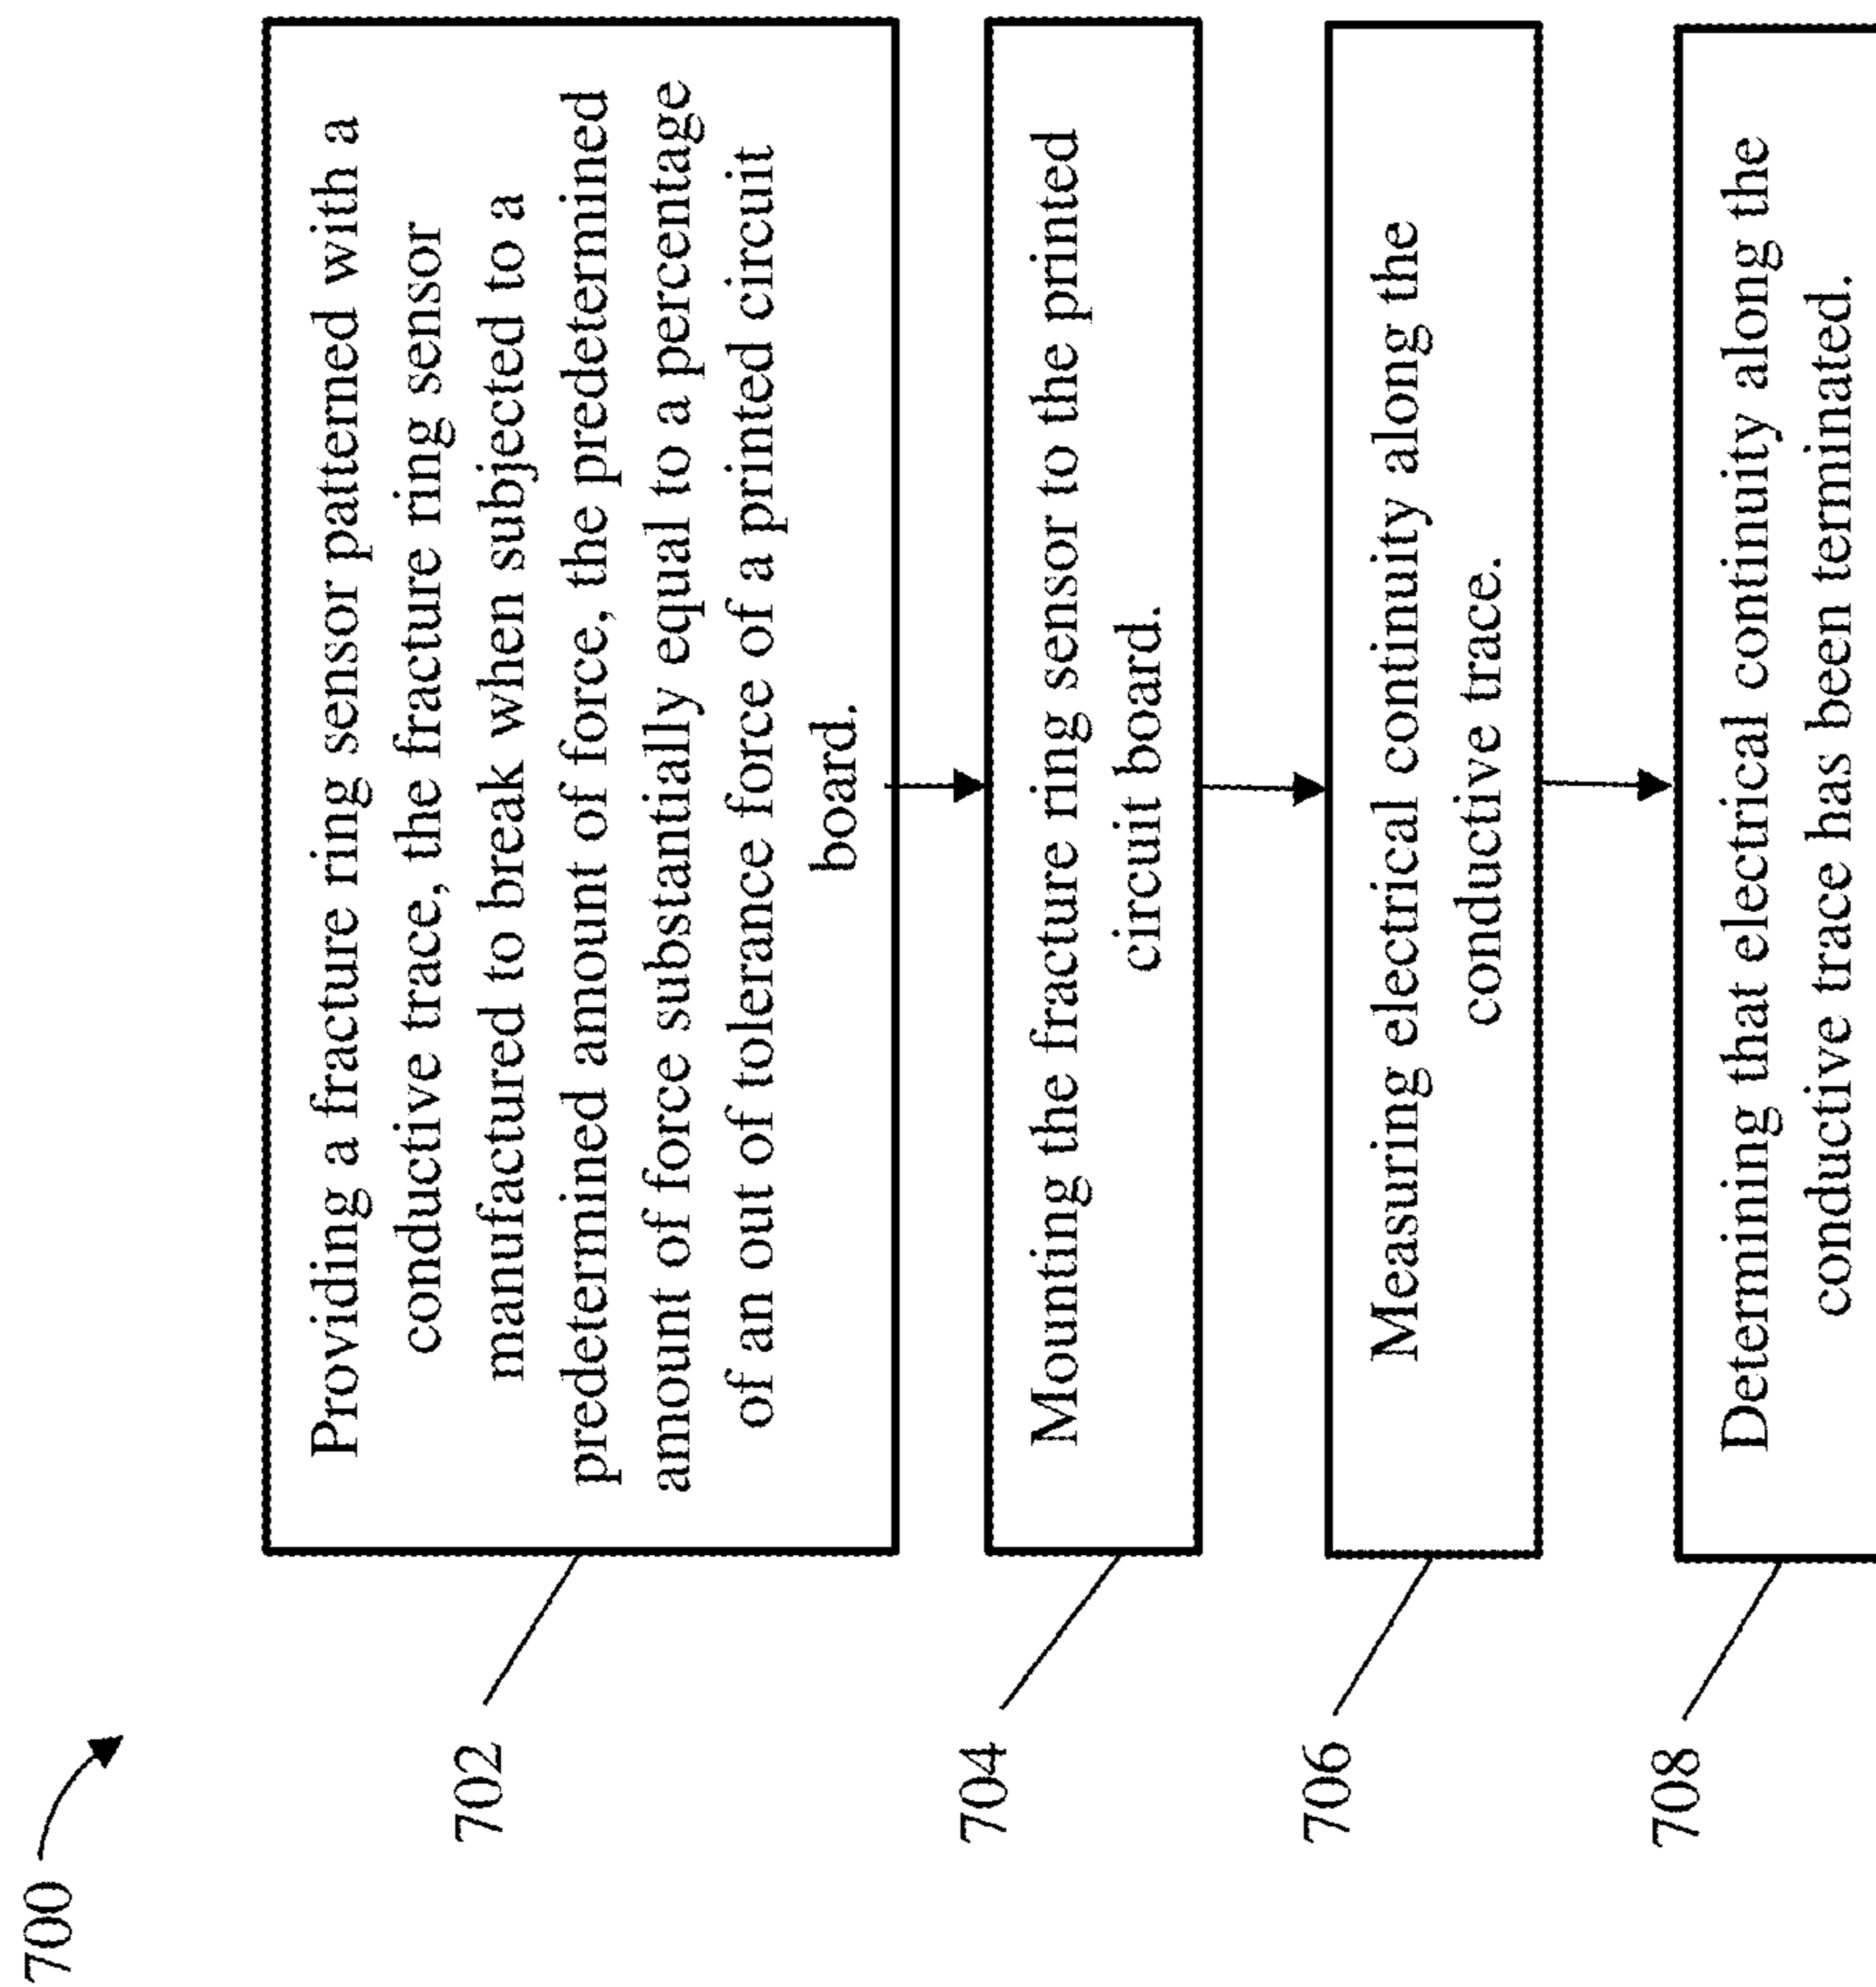 700
702
Providing a fracture ring sensor patterned with a
conductive trace, the fracture ring sensor
manufactured to break when subjected to a
predetermined amount of force, the predetermined
amount of force substantially equal to a percentage
of an out of tolerance force of a printed circuit
board.
704
Mounting the fracture ring sensor to the printed
circuit board.
706
Measuring electrical continuity along the
conductive trace.
708
Determining that electrical continuity along the
conductive trace has been terminated.